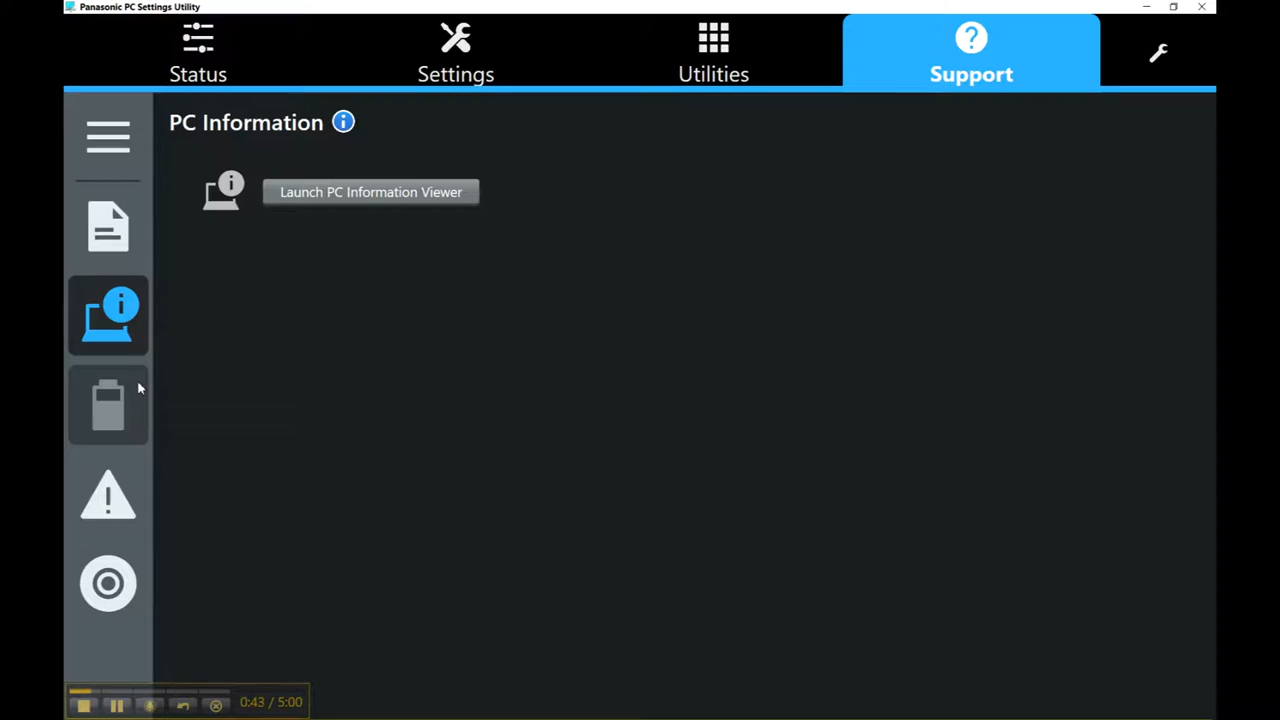 Panasonic PC Settings Utility
Status
Settings
Utilities
Support
PC Information
Launch PC Information Viewer
0:43 / 5:00